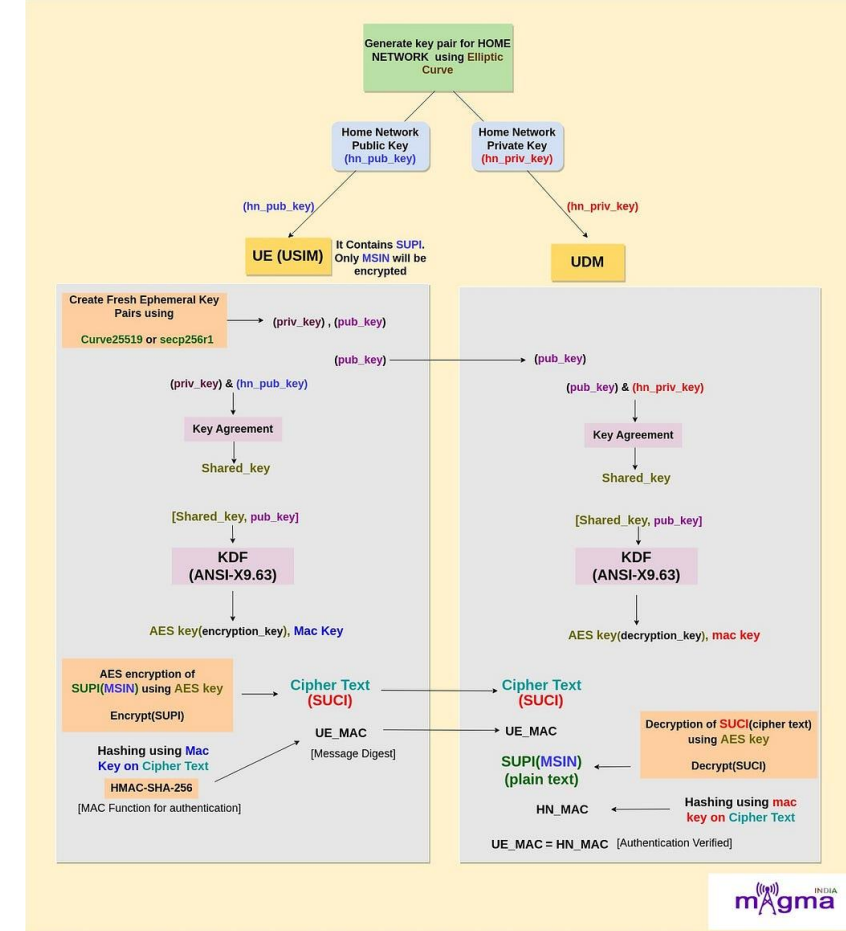 Generate key pair for HOME
NETWORK using Elliptic
Curve
Home Network
Public Key
(hn_pub_key)
Home Network
Private Key
(hn_priv_key)
(hn_pub_key)
(hn_priv_key)
UE (USIM)
It Contains SUPI.
Only MSIN will be
encrypted
UDM
Create Fresh Ephemeral Key
Pairs using
Curve25519 or secp256r1
(priv_key) , (pub_key)
(pub_key)
(priv_key) & (hn_pub_key)
Key Agreement
Shared_key
[Shared_key, pub_key]
KDF
(ANSI-X9.63)
AES key(encryption_key), Mac Key
AES encryption of
SUPI(MSIN) using AES key
Encrypt(SUPI)
Cipher Text
(SUCI)
UE_MAC
[Message Digest]
Hashing using Mac
Key on Cipher Text
HMAC-SHA-256
[MAC Function for authentication]
(pub_key)
(pub_key) & (hn_priv_key)
Key Agreement
Shared_key
[Shared_key, pub_key]
KDF
(ANSI-X9.63)
AES key(decryption_key), mac key
Cipher Text
(SUCI)
UE_MAC
Decryption of SUCI(cipher text)
using AES key
Decrypt(SUCI)
SUPI(MSIN)
(plain text)
HN_MAC
Hashing using mac
key on Cipher Text
UE_MAC = HN_MAC [Authentication Verified]
INDIA
magma